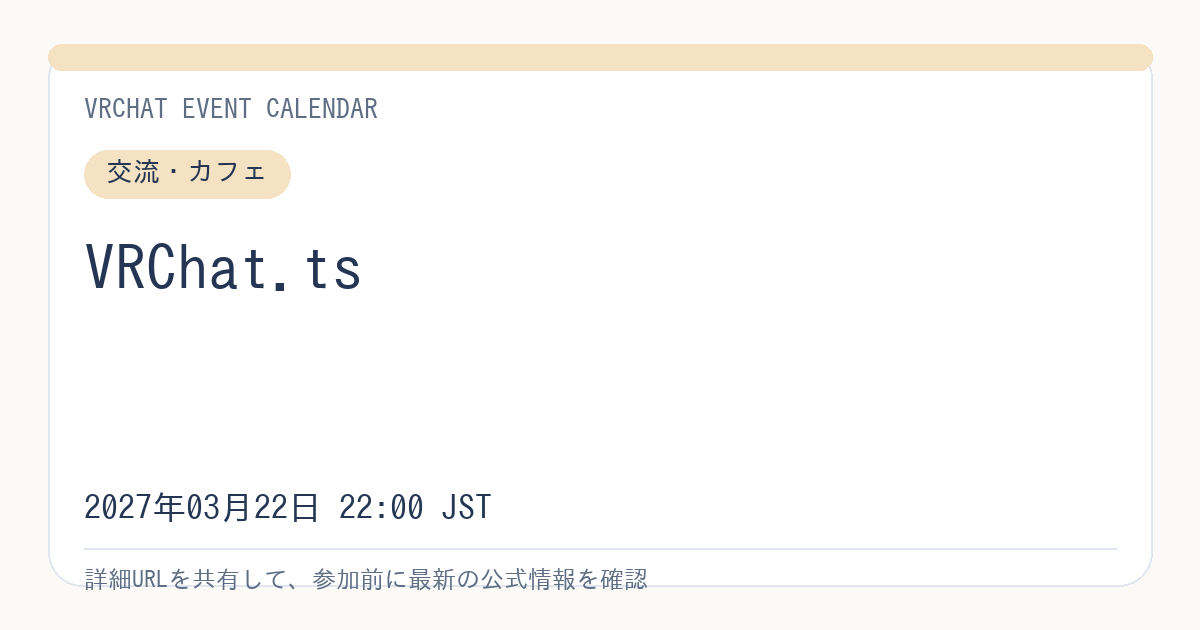 VRCHAT EVENT CALENDAR
交流・カフェ
VRChat.ts
2027年03月22日 22:00 JST
詳細URLを共有して、参加前に最新の公式情報を確認